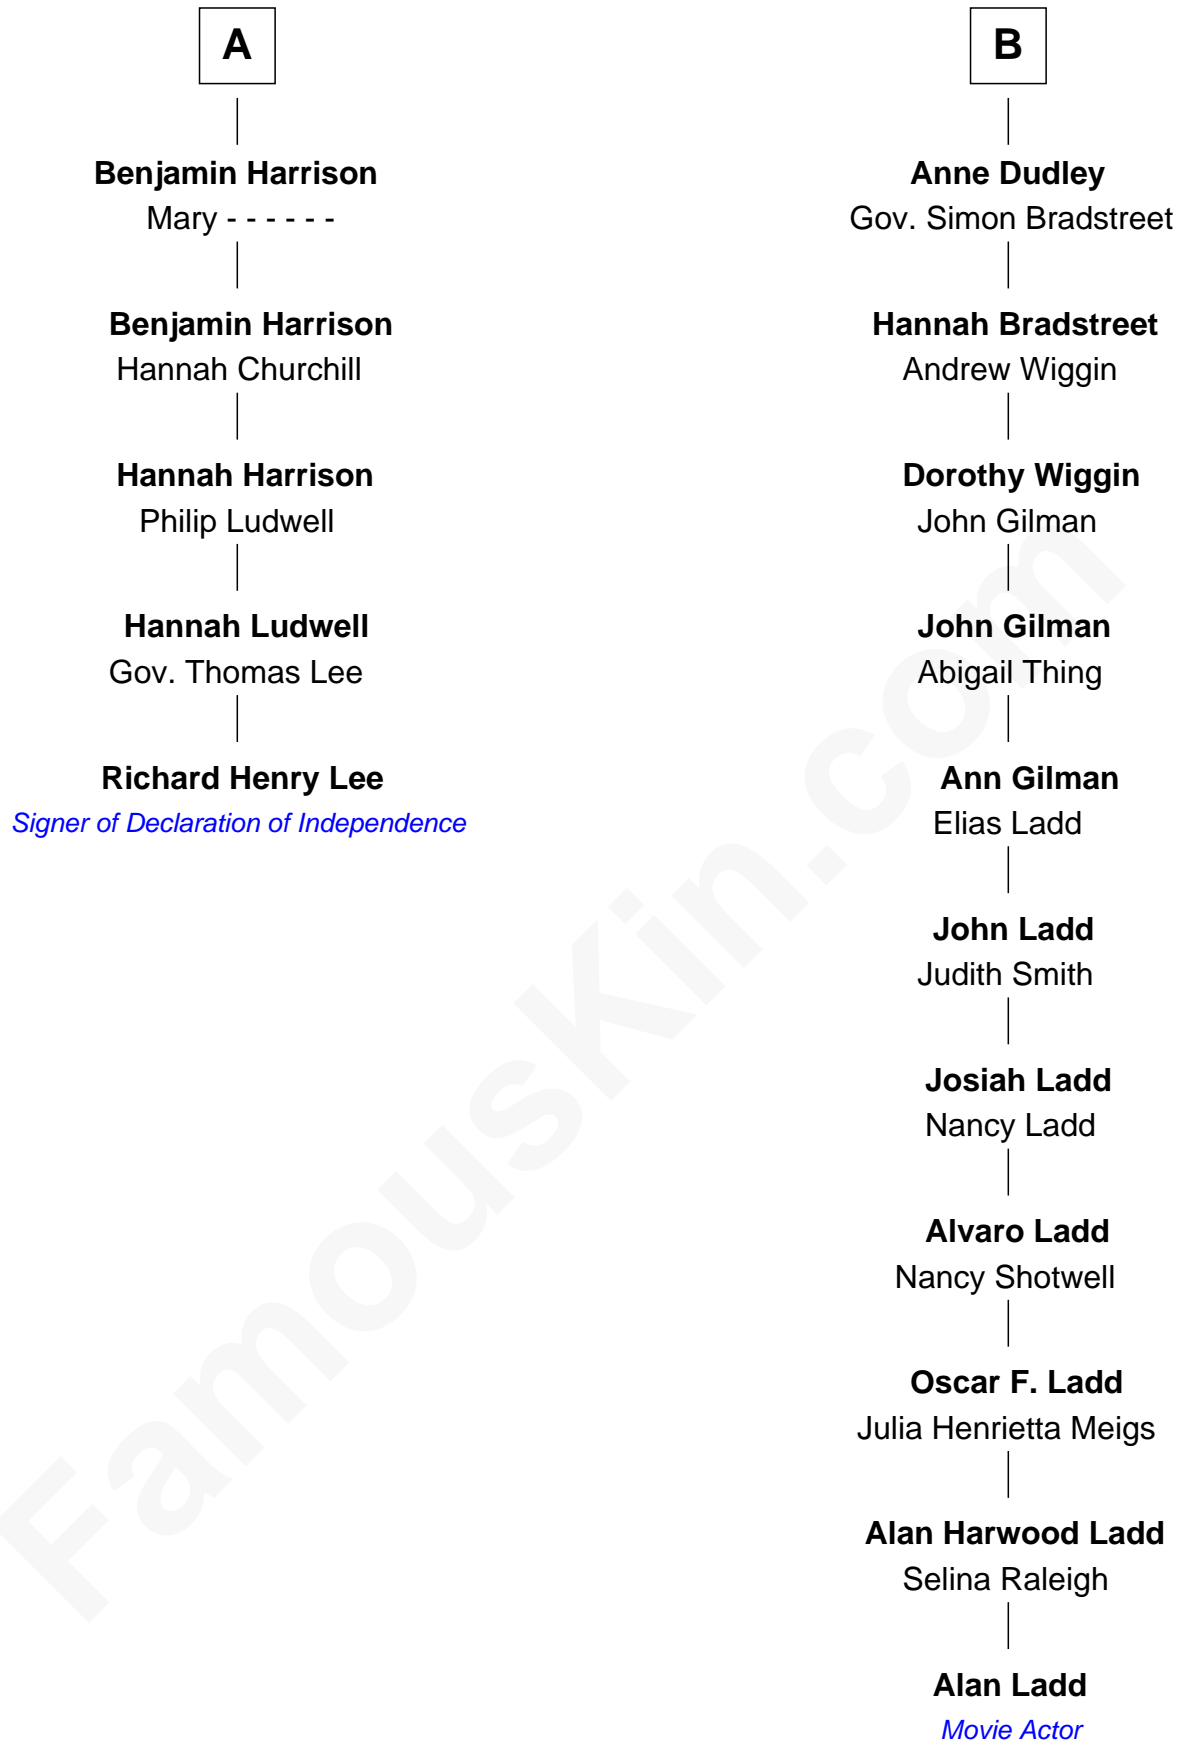 A
Benjamin Harrison
Mary - - - - - -
Benjamin Harrison
Hannah Churchill
Hannah Harrison
Philip Ludwell
Hannah Ludwell
Gov. Thomas Lee
Richard Henry Lee
Signer of Declaration of Independence
B
Anne Dudley
Gov. Simon Bradstreet
Hannah Bradstreet
Andrew Wiggin
Dorothy Wiggin
John Gilman
John Gilman
Abigail Thing
Ann Gilman
Elias Ladd
John Ladd
Judith Smith
Josiah Ladd
Nancy Ladd
Alvaro Ladd
Nancy Shotwell
Oscar F. Ladd
Julia Henrietta Meigs
Alan Harwood Ladd
Selina Raleigh
Alan Ladd
Movie Actor
FamousKin.com